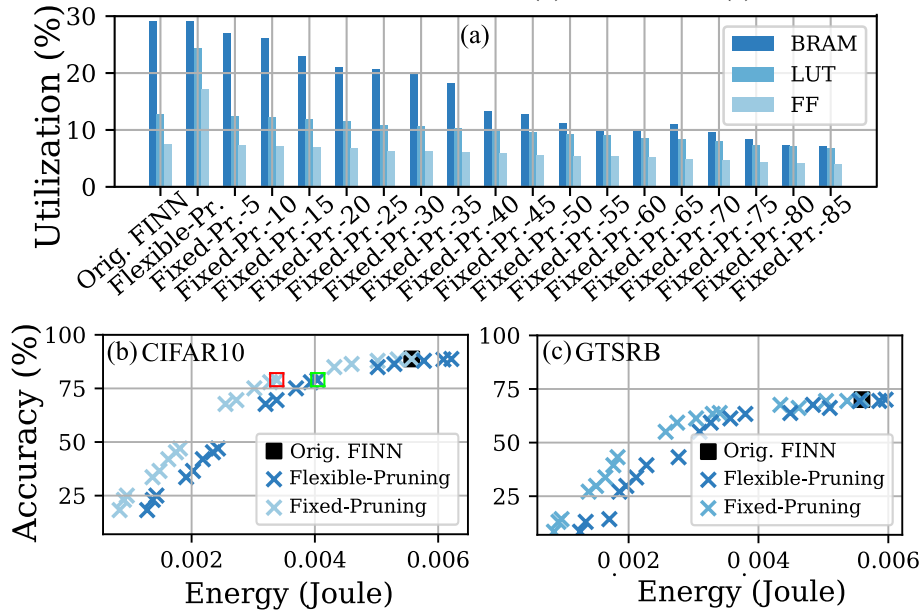 (a)
Utilization (%)
30
20
10
0
BRAM
LUT
FF
Orig. FINN
Flexible-Pr.
Fixed-Pr.-5
Fixed-Pr.-10
Fixed-Pr.-15
Fixed-Pr.-20
Fixed-Pr.-25
Fixed-Pr.-30
Fixed-Pr.-35
Fixed-Pr.-40
Fixed-Pr.-45
Fixed-Pr.-50
Fixed-Pr.-55
Fixed-Pr.-60
Fixed-Pr.-65
Fixed-Pr.-70
Fixed-Pr.-75
Fixed-Pr.-80
Fixed-Pr.-85
(b) CIFAR10
Accuracy (%)
100
75
50
25
Orig. FINN
Flexible-Pruning
Fixed-Pruning
0.002 0.004 0.006
Energy (Joule)
(c) GTSRB
100
75
50
25
Orig. FINN
Flexible-Pruning
Fixed-Pruning
0.002 0.004 0.006
Energy (Joule)